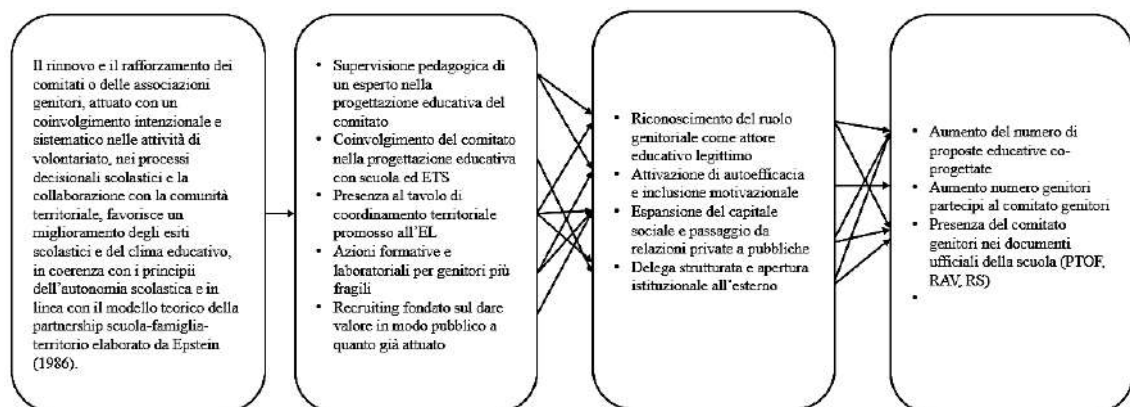 Il rinnovo e il rafforzamento dei
comitati o delle associazioni
genitori, attuato con un
coinvolgimento intenzionale e
sistematico nelle attività di
volontariato, nei processi
decisionali scolastici e la
collaborazione con la comunità
territoriale, favorisce un
miglioramento degli esiti
scolastici e del clima educativo,
in coerenza con i principi
dell'autonomia scolastica e in
linea con il modello teorico della
partnership scuola-famiglia-
territorio elaborato da Epstein
(1986).
• Supervisione pedagogica di
un esperto nella
progettazione educativa del
comitato
• Coinvolgimento del comitato
nella progettazione educativa
con scuola ed ETS
• Presenza al tavolo di
coordinamento territoriale
promosso all'EL
• Azioni formative e
laboratoriali per genitori più
fragili
• Recruiting fondato sul dare
valore in modo pubblico a
quanto già attuato
• Riconoscimento del ruolo
genitoriale come attore
educativo legittimo
• Attivazione di autoefficacia
e inclusione motivazionale
• Espansione del capitale
sociale e passaggio da
relazioni private a pubbliche
• Delega strutturata e apertura
istituzionale all'esterno
• Aumento del numero di
proposte educative co-
progettate
• Aumento numero genitori
partecipi al comitato genitori
• Presenza del comitato
genitori nei documenti
ufficiali della scuola (PTOF,
RAV, RS)
•